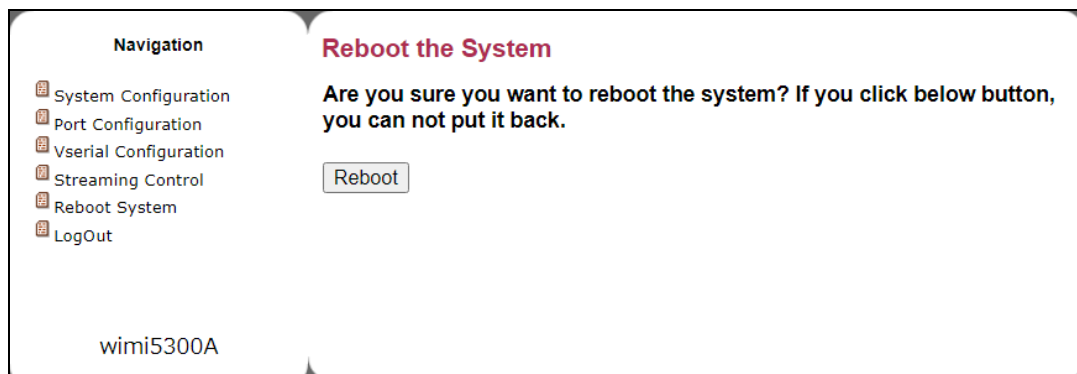 Navigation
System Configuration
Port Configuration
Vserial Configuration
Streaming Control
Reboot System
LogOut
wimi5300A
Reboot the System
Are you sure you want to reboot the system? If you click below button,
you can not put it back.
Reboot